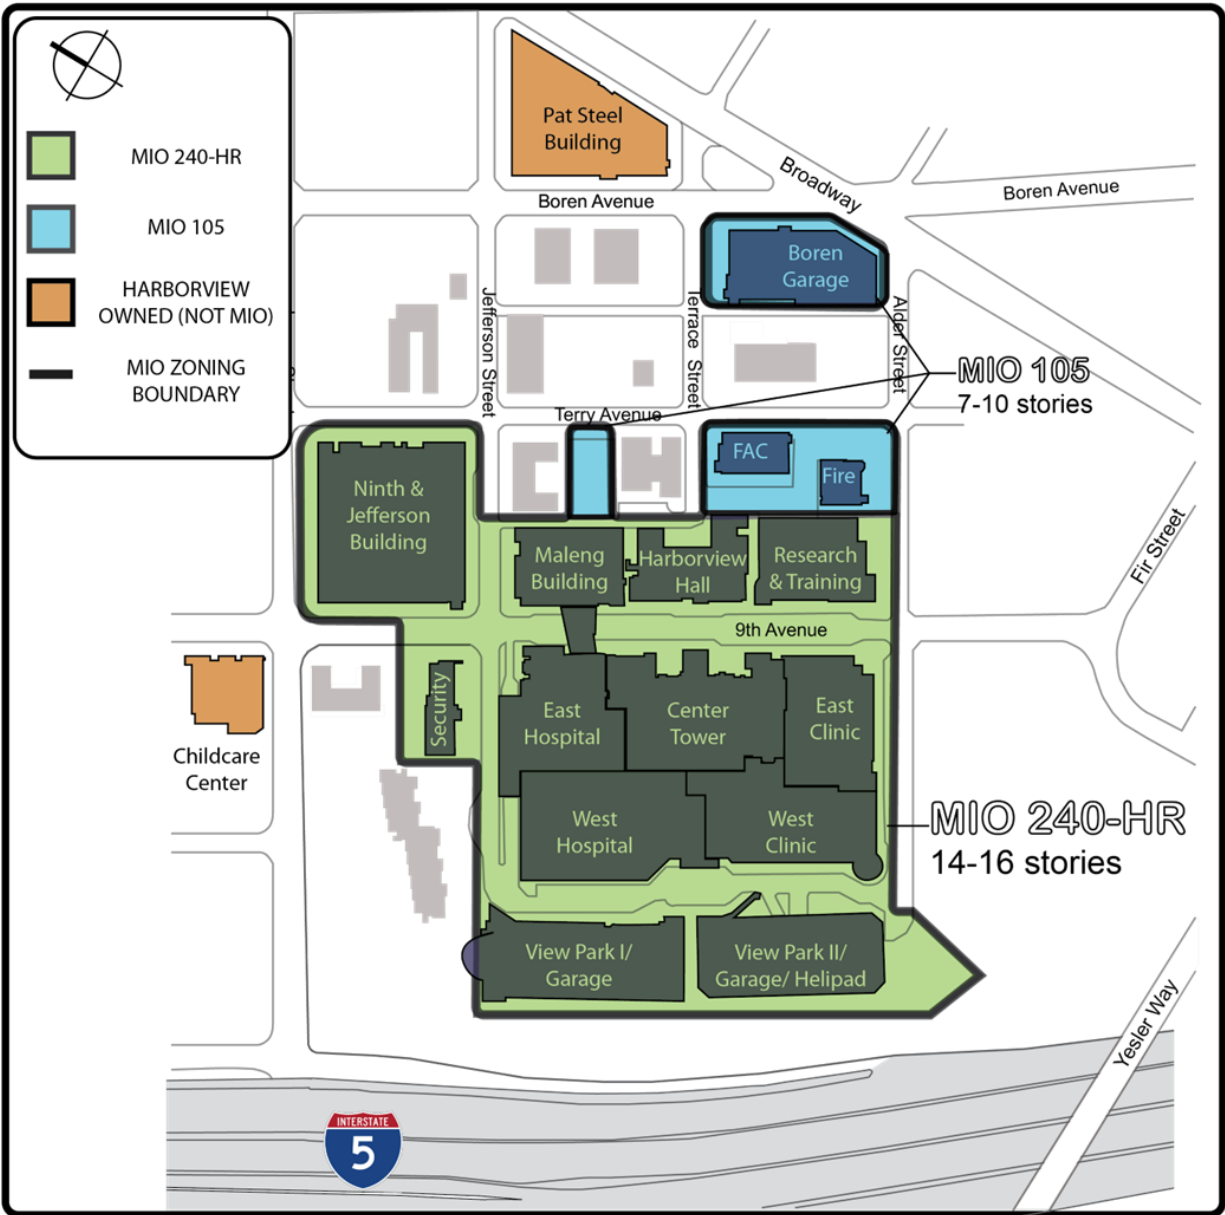 MIO 240-HR
MIO 105
HARBORVIEW
OWNED (NOT MIO)
MIO ZONING
BOUNDARY
Pat Steel
Building
Broadway
Boren Avenue
Boren Avenue
Boren
Garage
Jefferson Street
Terrace Street
Alder Street
MIO 105
7-10 stories
Terry Avenue
FAC
Fire
Ninth &
Jefferson
Building
Maleng
Building
Harborview
Hall
Research
& Training
Fir Street
9th Avenue
Security
East
Hospital
Center
Tower
East
Clinic
Childcare
Center
West
Hospital
West
Clinic
MIO 240-HR
14-16 stories
View Park I/
Garage
View Park II/
Garage/ Helipad
Yesler Way
INTERSTATE
5